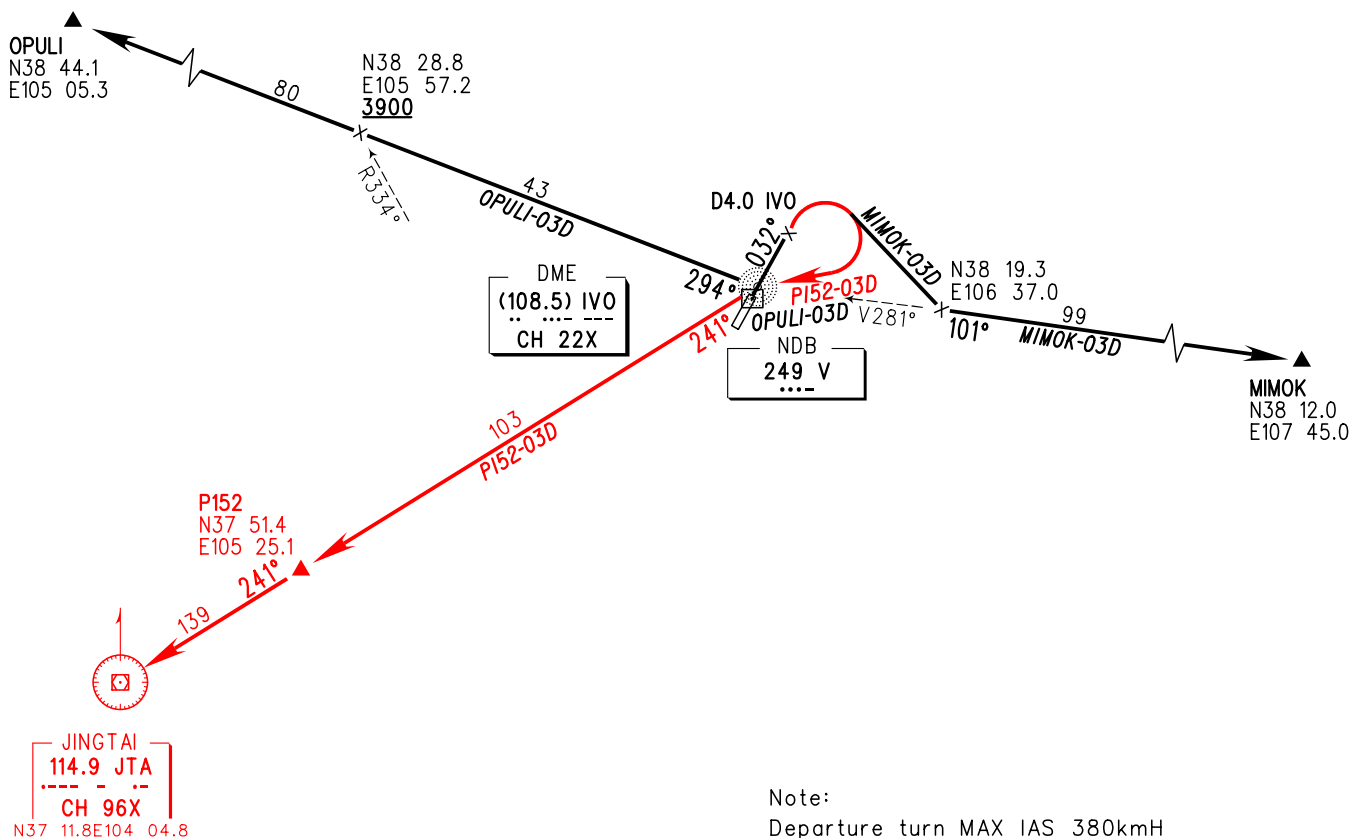 OPULI
N38 44.1
E105 05.3
80
N38 28.8
E105 57.2
3900
R334°
43
OPULI-03D
294°
D4.0 IVO
032°
MIMOK-03D
P152-03D
OPULI-03D
V281°
N38 19.3
E106 37.0
101°
99
MIMOK-03D
MIMOK
N38 12.0
E107 45.0
DME
(108.5) IVO
.. ...- ---
CH 22X
NDB
249 V
...-
241°
103
P152-03D
P152
N37 51.4
E105 25.1
241°
139
JINGTAI
114.9 JTA
.--- - .-
CH 96X
N37 11.8E104 04.8
Note:
Departure turn MAX IAS 380kmH